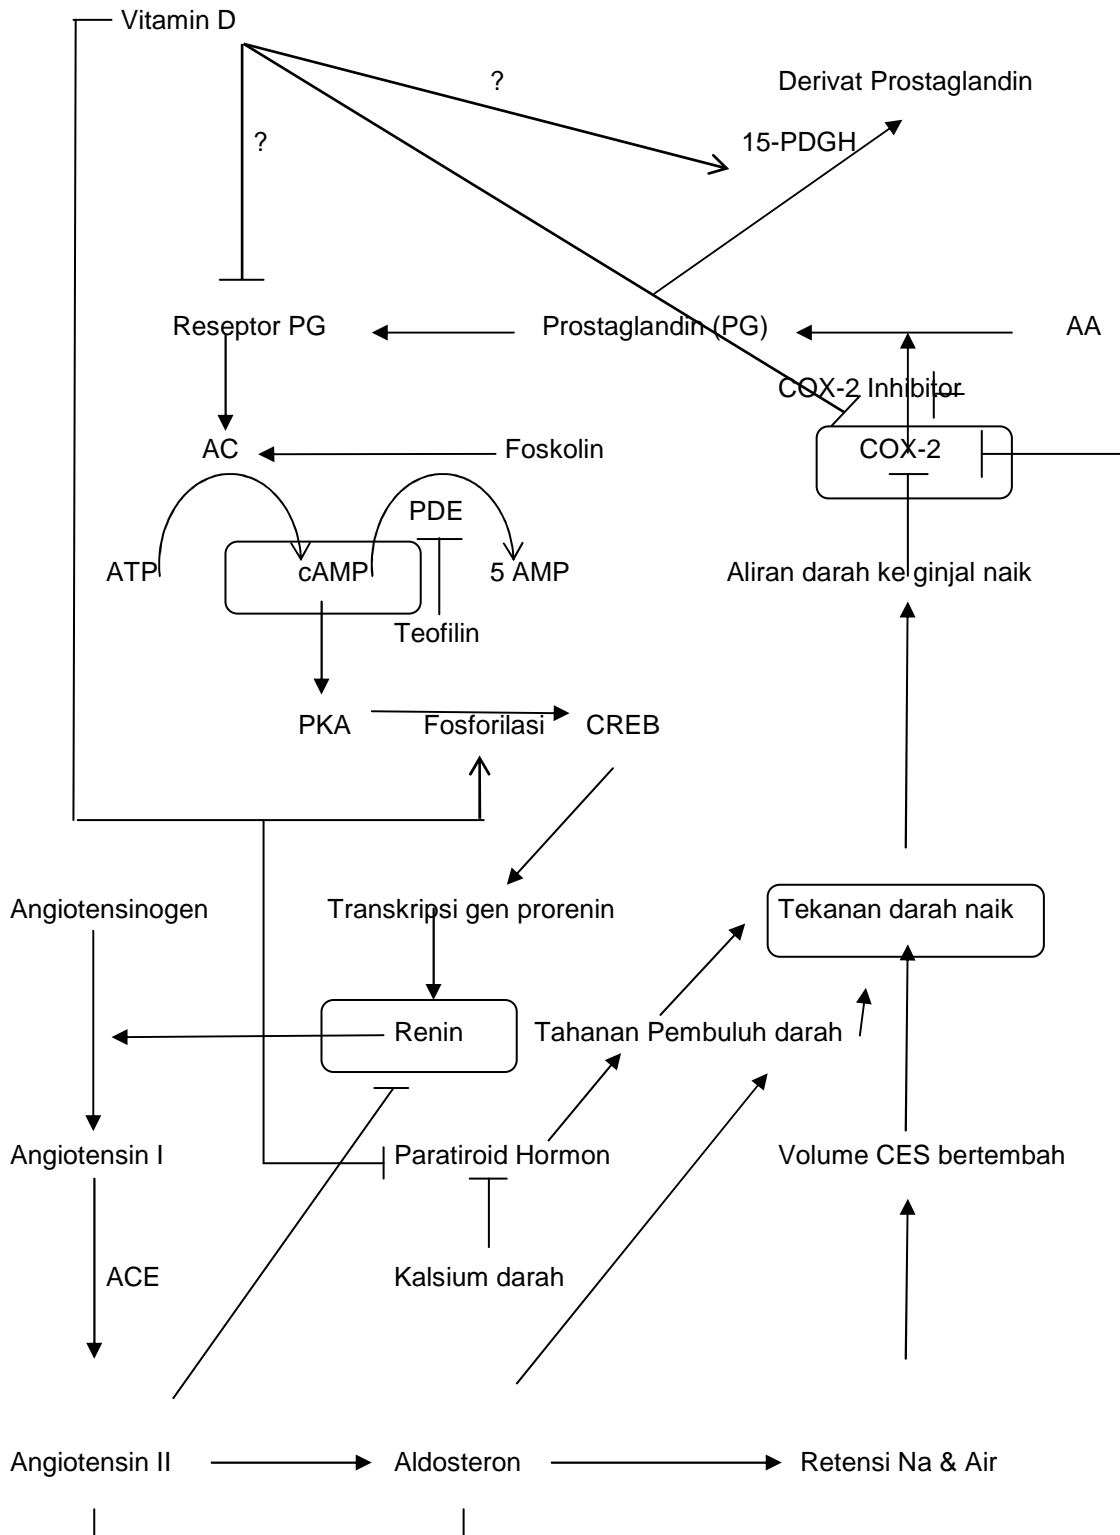 Vitamin D
?
Derivat Prostaglandin
?
15-PDGH
Reseptor PG
Prostaglandin (PG)
AA
COX-2 Inhibitor
AC
Foskolin
COX-2
PDE
ATP
cAMP
5 AMP
Aliran darah ke ginjal naik
Teofilin
PKA
Fosforilasi
CREB
Angiotensinogen
Transkripsi gen prorenin
Tekanan darah naik
Renin
Tahanan Pembuluh darah
Angiotensin I
Paratiroid Hormon
Volume CES bertembah
ACE
Kalsium darah
Angiotensin II
Aldosteron
Retensi Na & Air